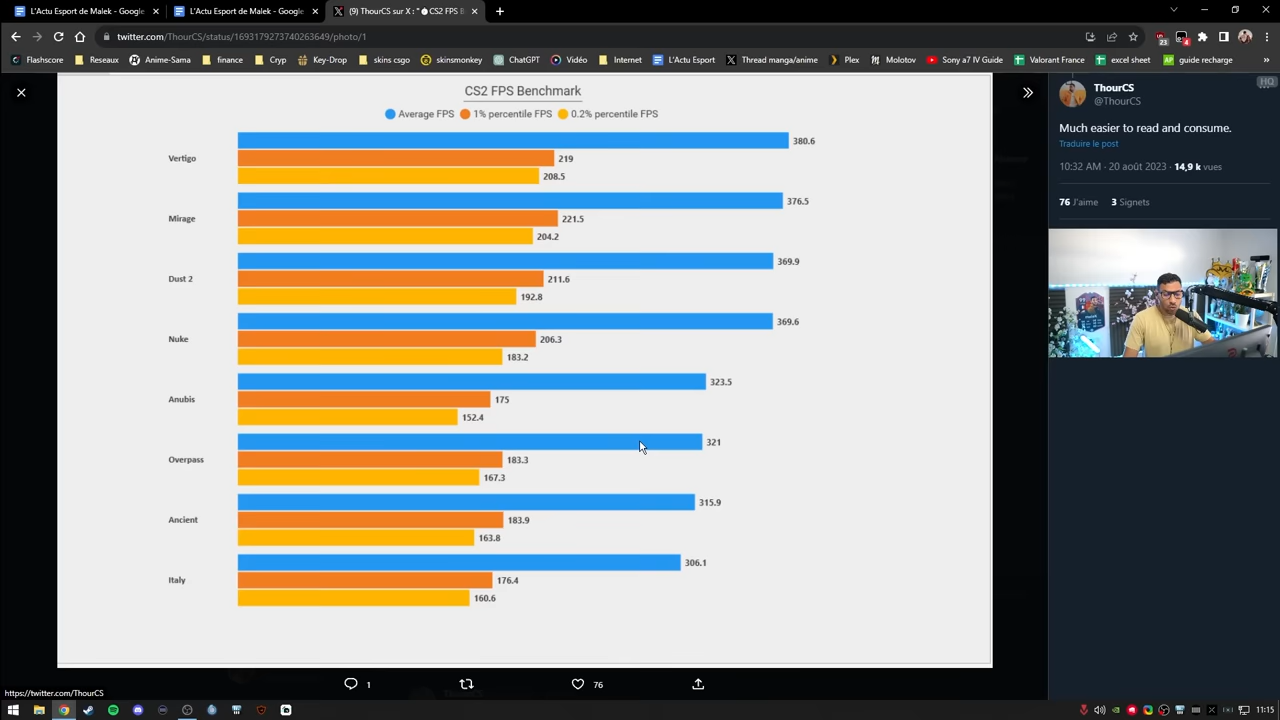 L'Actu Esport de Malek - Google
L'Actu Esport de Malek - Google
(9) ThourCS sur X : "CS2 FPS B
twitter.com/ThourCS/status/1693179273740263649/photo/1
23
4
Flashscore
Reseaux
Anime-Sama
finance
Cryp
Key-Drop
skins csgo
skinsmonkey
ChatGPT
Vidéo
Internet
L'Actu Esport
Thread manga/anime
Plex
Molotov
Sony a7 IV Guide
Valorant France
excel sheet
guide recharge
CS2 FPS Benchmark
Average FPS 1% percentile FPS 0.2% percentile FPS
Vertigo
380.6
219
208.5
Mirage
376.5
221.5
204.2
Dust 2
369.9
211.6
192.8
Nuke
369.6
206.3
183.2
Anubis
323.5
175
152.4
Overpass
321
183.3
167.3
Ancient
315.9
183.9
163.8
Italy
306.1
176.4
160.6
1
76
HQ
ThourCS
@ThourCS
Much easier to read and consume.
Traduire le post
10:32 AM · 20 août 2023 · 14,9 k vues
76 J'aime 3 Signets
https://twitter.com/ThourCS
11:15